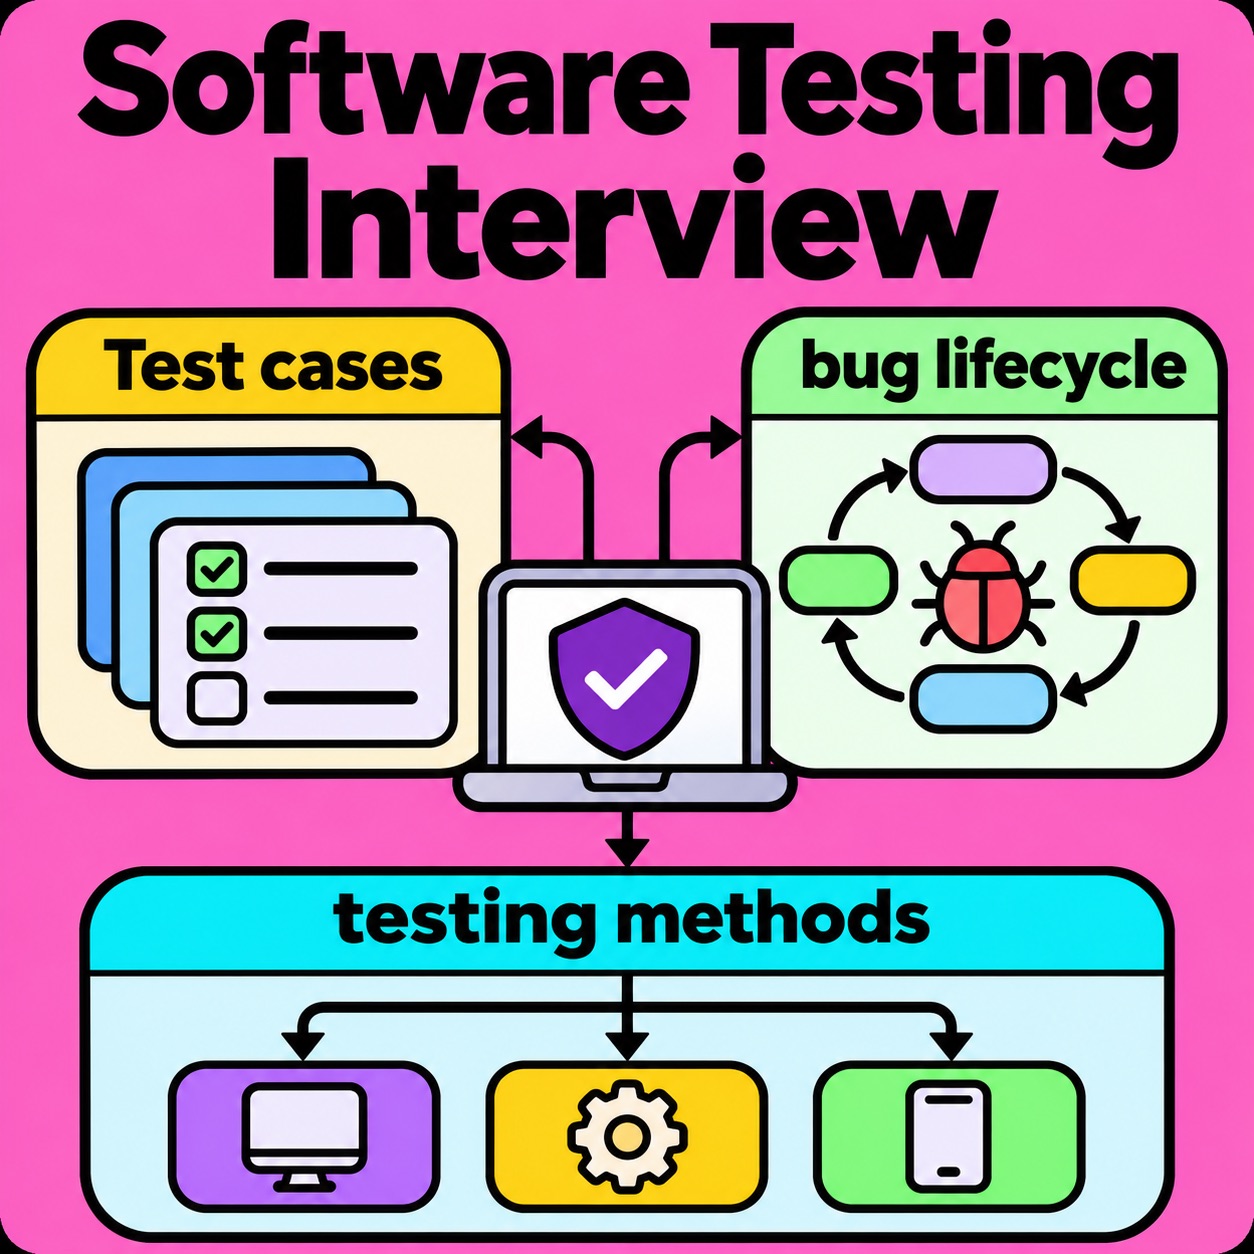 Software Testing
Interview
Test cases
bug lifecycle
testing methods